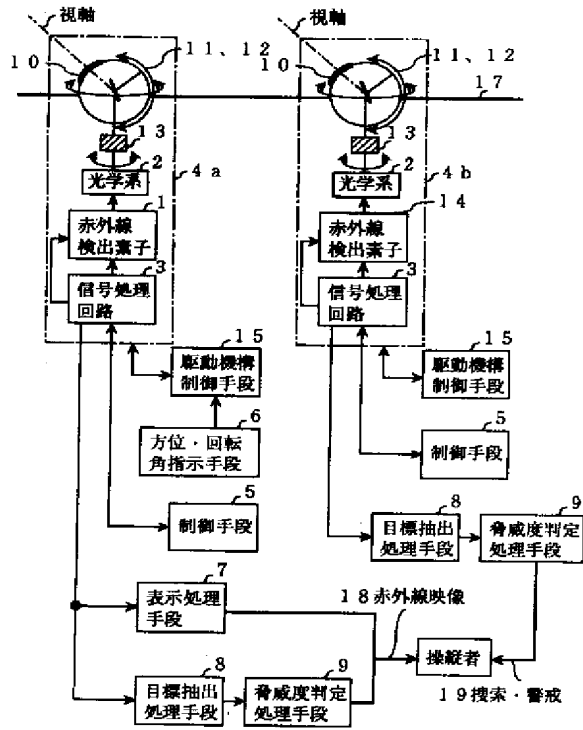 視軸
10
11、12
13
2
光学系
4a
1
赤外線
検出素子
3
信号処理
回路
15
駆動機構
制御手段
6
方位・回転
角指示手段
5
制御手段
7
表示処理
手段
8
目標抽出
処理手段
9
脅威度判定
処理手段
視軸
10
11、12
17
13
2
光学系
4b
14
赤外線
検出素子
3
信号処理
回路
15
駆動機構
制御手段
5
制御手段
8
目標抽出
処理手段
9
脅威度判定
処理手段
18赤外線映像
操縦者
19捜索・警戒